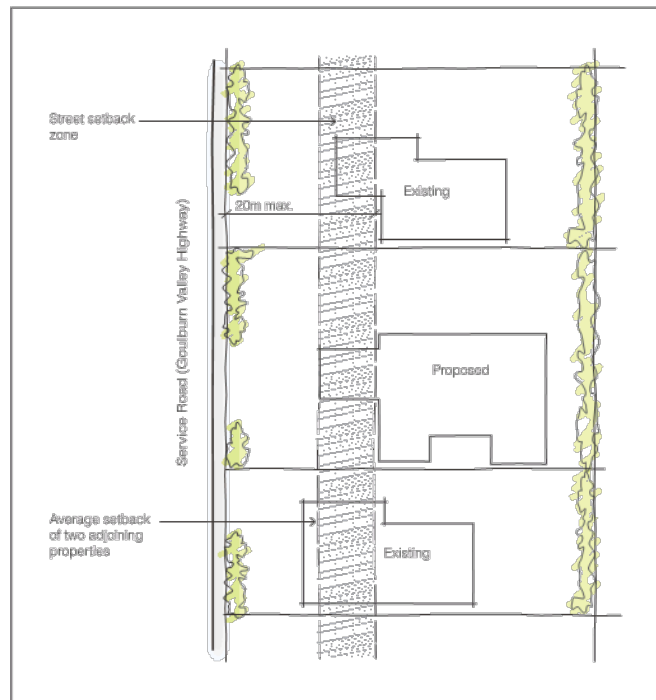 Street setback
zone
Existing
20m max.
Service Road (Goulburn Valley Highway)
Proposed
Average setback
of two adjoining
properties
Existing